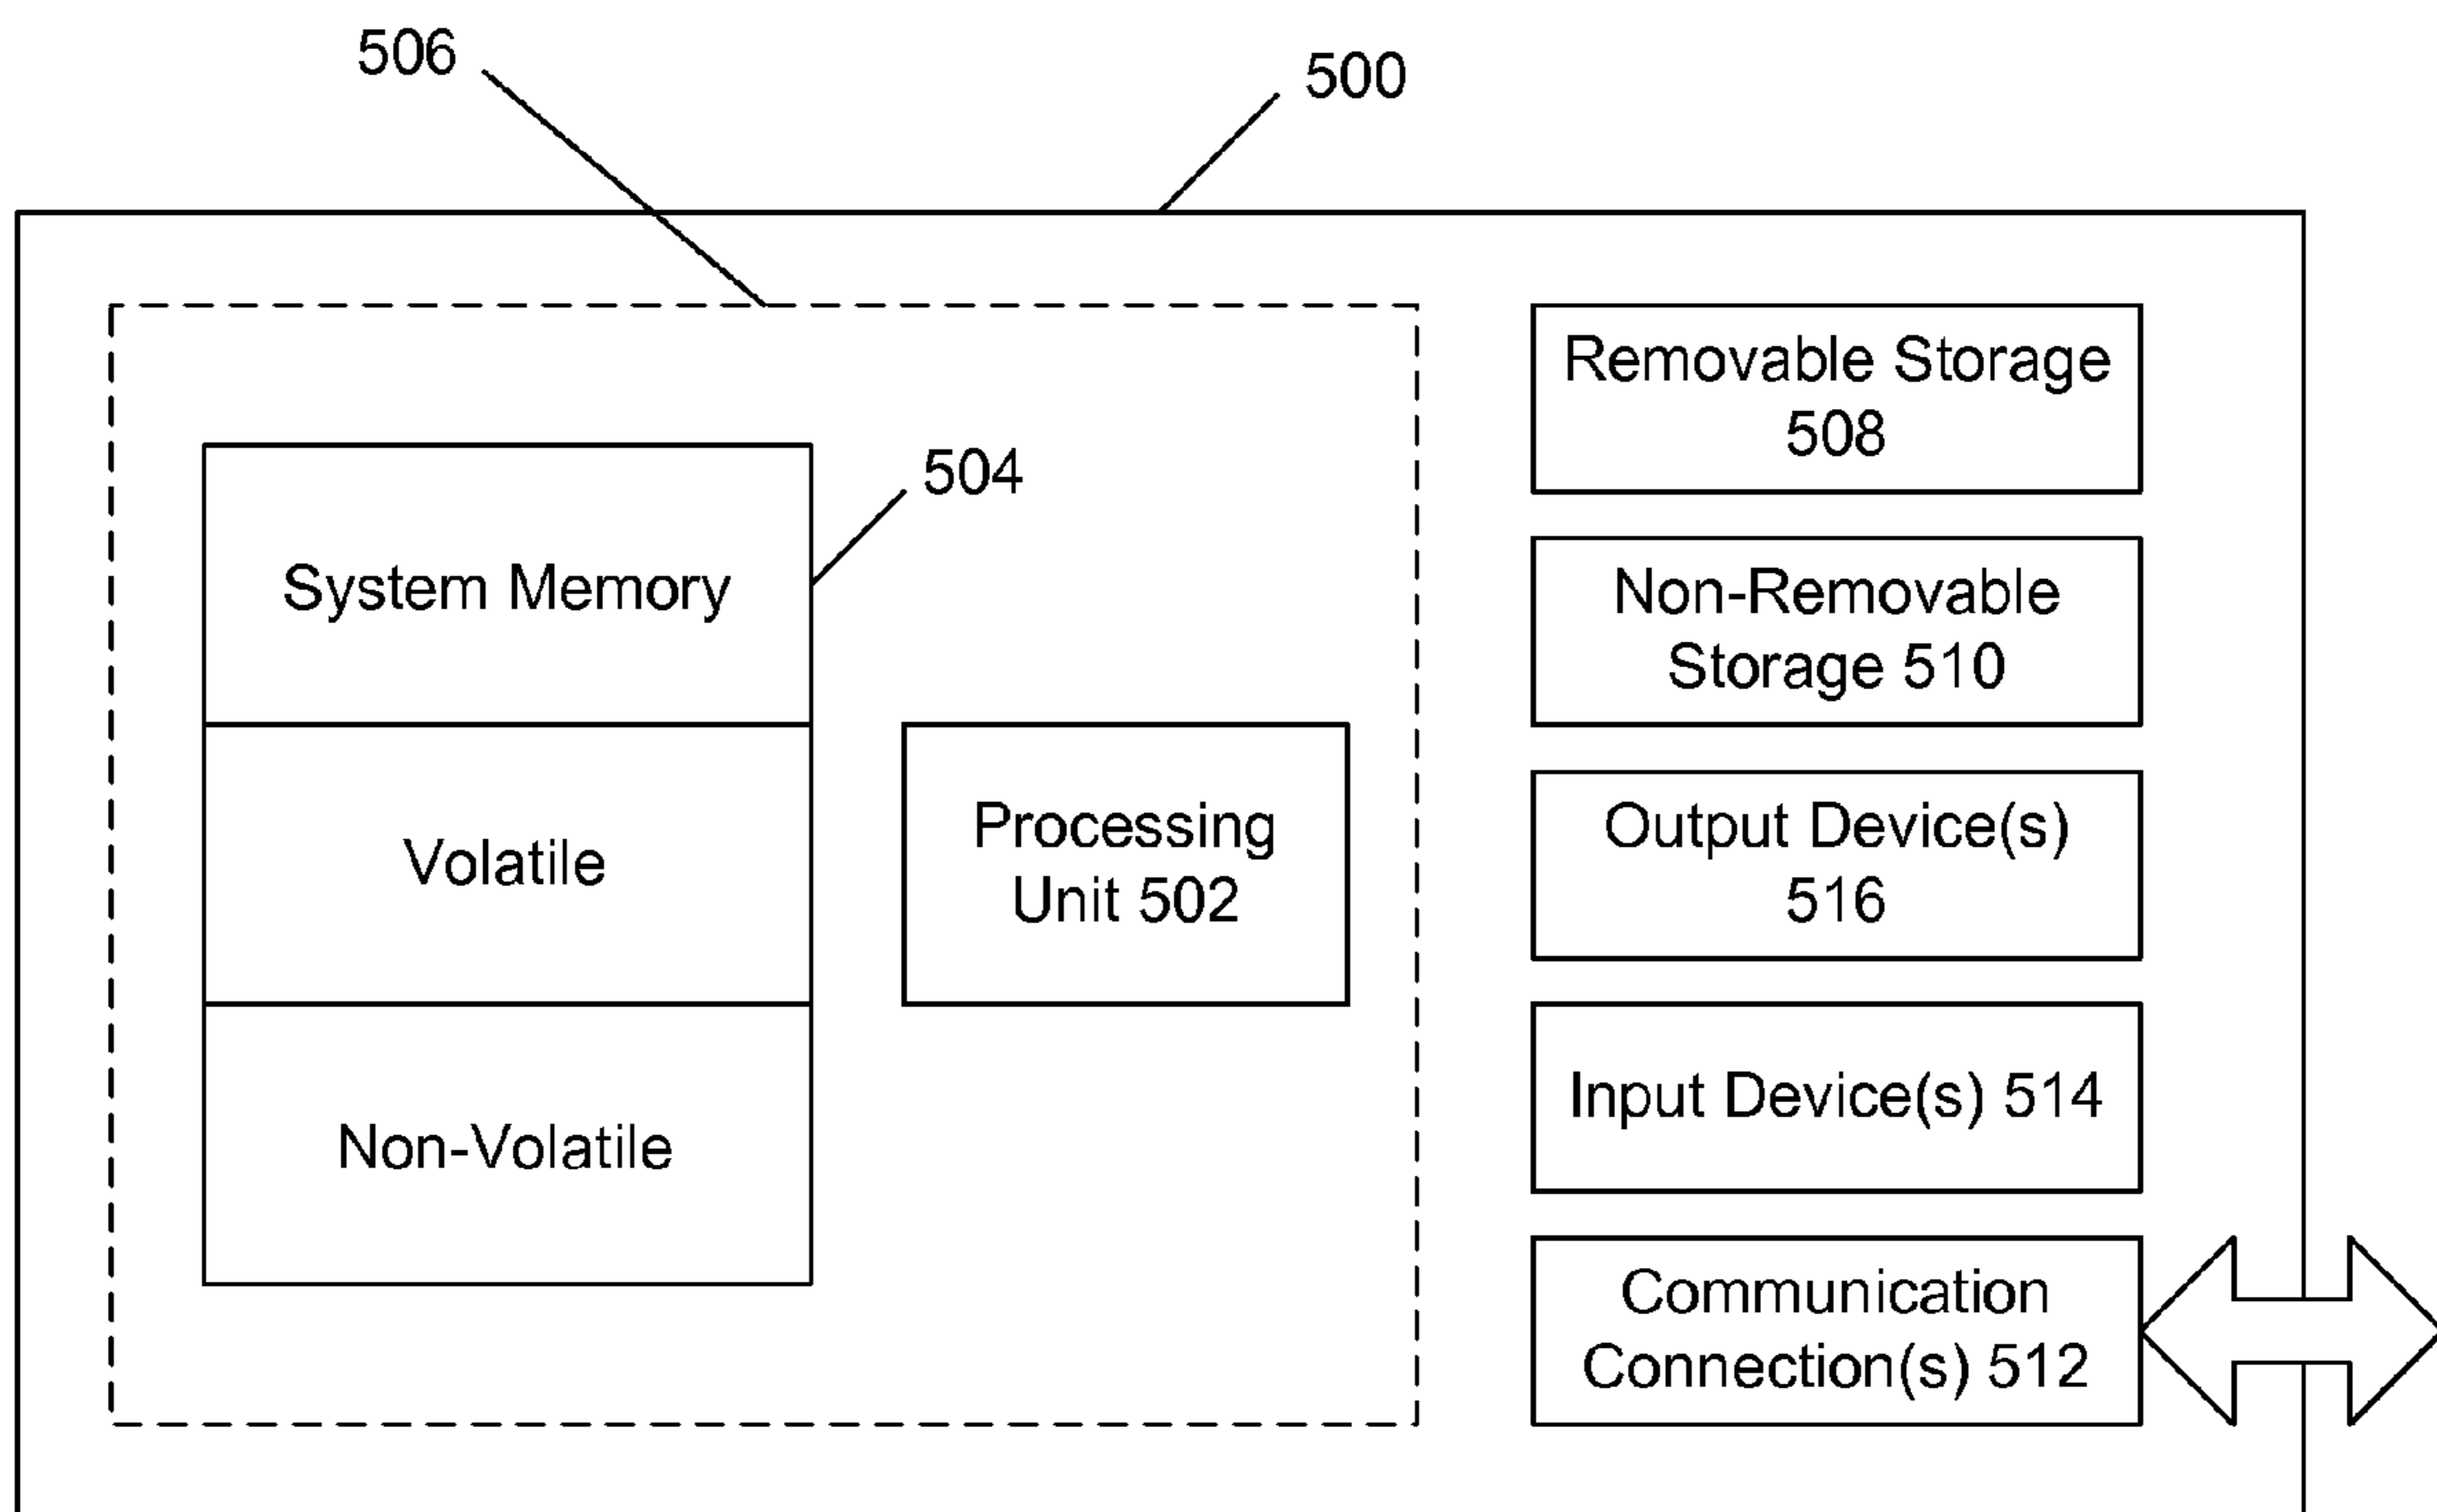 506
500
504
System Memory
Volatile
Non-Volatile
Processing
Unit 502
Removable Storage
508
Non-Removable
Storage 510
Output Device(s)
516
Input Device(s) 514
Communication
Connection(s) 512